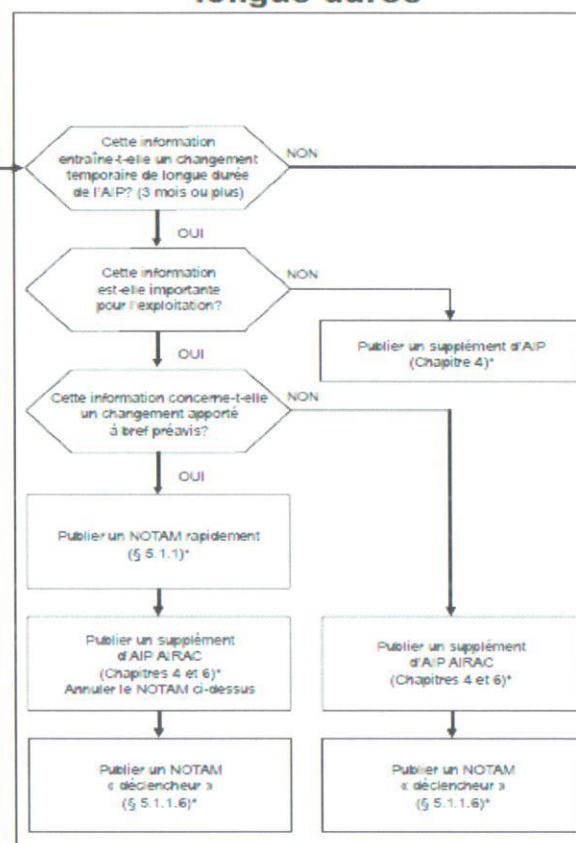 longue durée
Cette information
entraîne-t-elle un changement
temporaire de longue durée
de l'AIP? (3 mois ou plus)
NON
OUI
Cette information
est-elle importante
pour l'exploitation?
NON
Publier un supplément d'AIP
(Chapitre 4)*
OUI
Cette information concerne-t-elle
un changement apporté
à bref préavis?
NON
OUI
Publier un NOTAM rapidement
(§ 5.1.1)*
Publier un supplément
d'AIP AIRAC
(Chapitres 4 et 6)*
Annuler le NOTAM ci-dessus
Publier un supplément
d'AIP AIRAC
(Chapitres 4 et 6)*
Publier un NOTAM
« déclencheur »
(§ 5.1.1.6)*
Publier un NOTAM
« déclencheur »
(§ 5.1.1.6)*